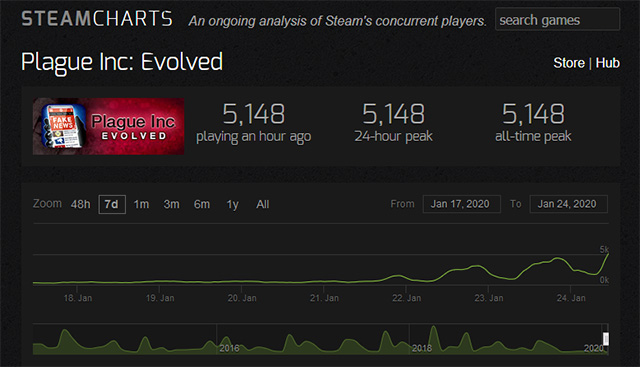 STEAMCHARTS An ongoing analysis of Steam's concurrent players. search games
Plague Inc: Evolved Store | Hub
FAKE NEWS
Plague Inc
EVOLVED
5,148 5,148 5,148
playing an hour ago 24-hour peak all-time peak
Zoom 48h 7d 1m 3m 6m 1y All From Jan 17, 2020 To Jan 24, 2020
5k
0k
18. Jan 19. Jan 20. Jan 21. Jan 22. Jan 23. Jan 24. Jan
2016 2018 2020